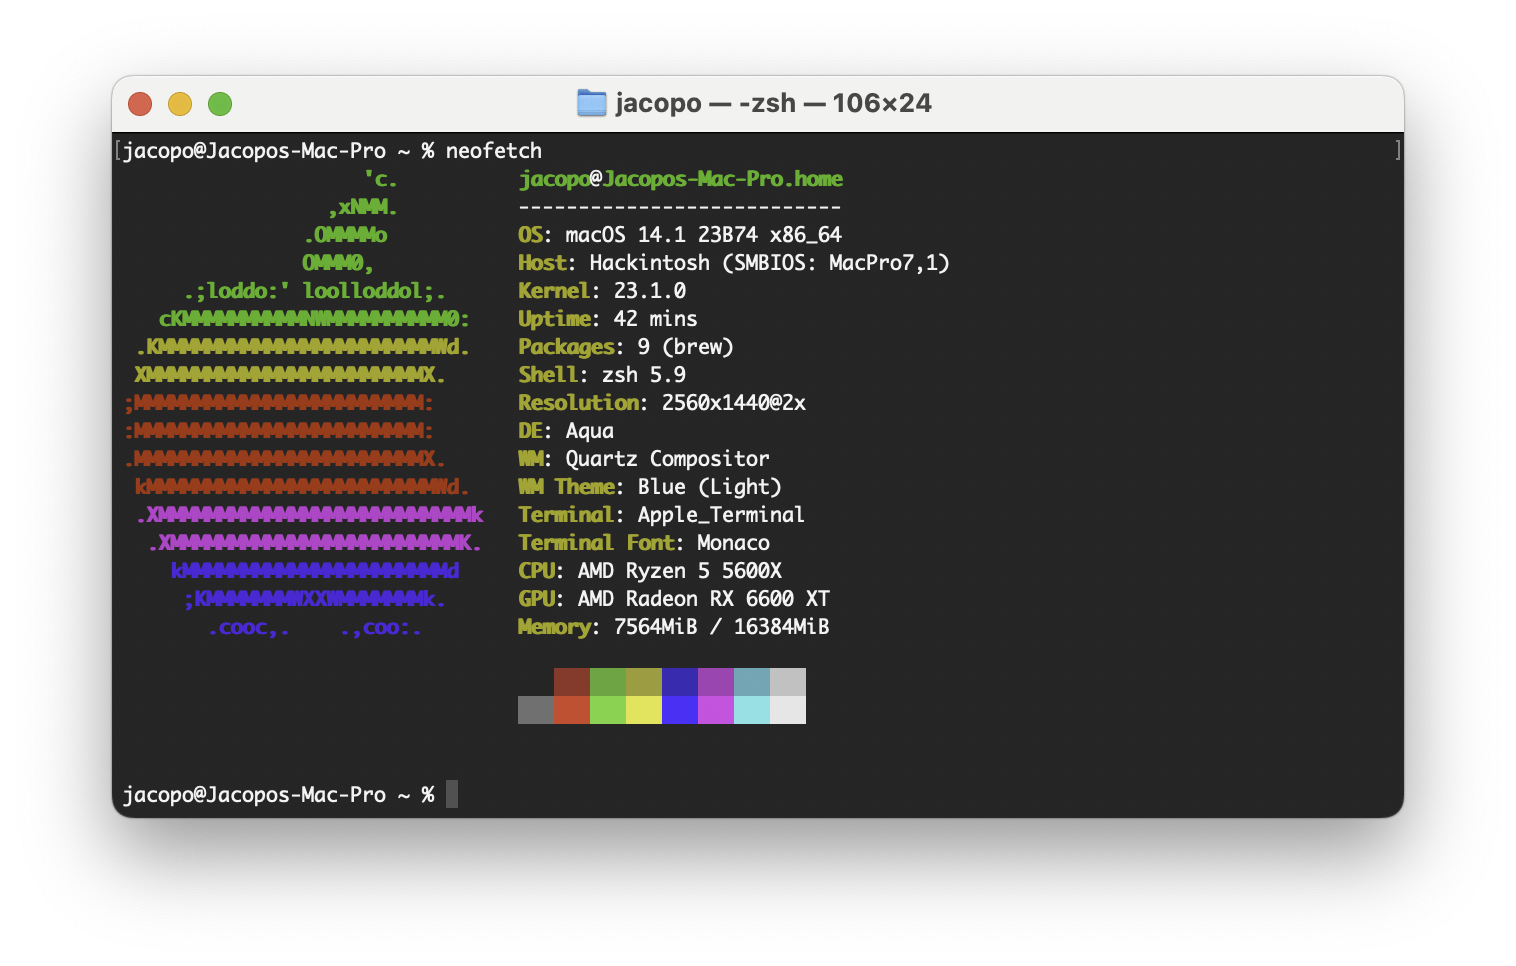 jacopo — -zsh — 106×24
[jacopo@Jacopos-Mac-Pro ~ % neofetch ]
'c. jacopo@Jacopos-Mac-Pro.home
,xNMM. ---------------------------
.OMMMMo OS: macOS 14.1 23B74 x86_64
OMMM0, Host: Hackintosh (SMBIOS: MacPro7,1)
.;loddo:' loolloddol;. Kernel: 23.1.0
cKMMMMMMMMMMNWMMMMMMMMMM0: Uptime: 42 mins
.KMMMMMMMMMMMMMMMMMMMMMMMWd. Packages: 9 (brew)
XMMMMMMMMMMMMMMMMMMMMMMMX. Shell: zsh 5.9
;MMMMMMMMMMMMMMMMMMMMMMMM: Resolution: 2560x1440@2x
:MMMMMMMMMMMMMMMMMMMMMMMM: DE: Aqua
.MMMMMMMMMMMMMMMMMMMMMMMMX. WM: Quartz Compositor
kMMMMMMMMMMMMMMMMMMMMMMMMWd. WM Theme: Blue (Light)
.XMMMMMMMMMMMMMMMMMMMMMMMMMMk Terminal: Apple_Terminal
.XMMMMMMMMMMMMMMMMMMMMMMMMK. Terminal Font: Monaco
kMMMMMMMMMMMMMMMMMMMMMMd CPU: AMD Ryzen 5 5600X
;KMMMMMMMWXXWMMMMMMMk. GPU: AMD Radeon RX 6600 XT
.cooc,. .,coo:. Memory: 7564MiB / 16384MiB
jacopo@Jacopos-Mac-Pro ~ %